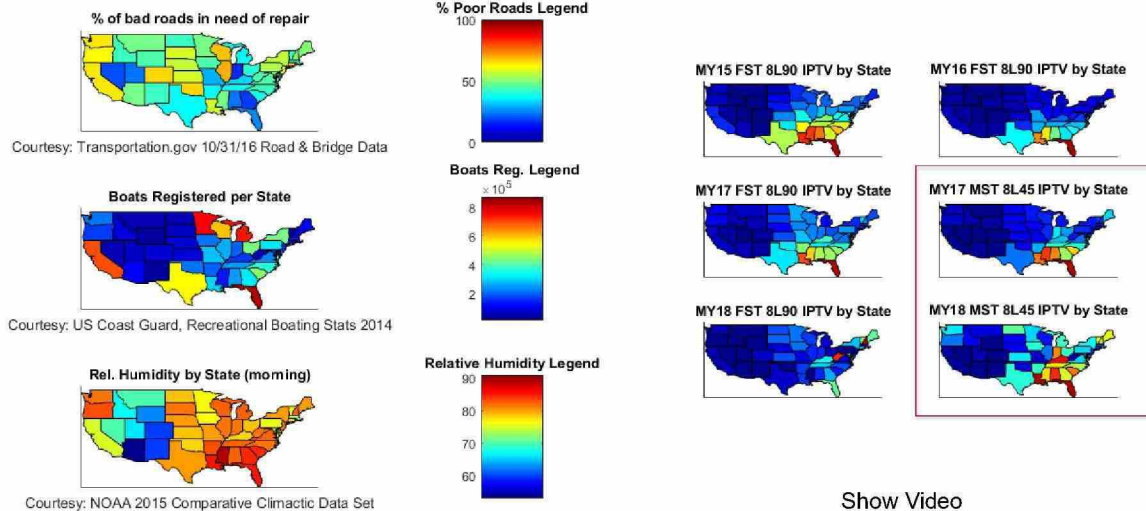 % of bad roads in need of repair
Courtesy: Transportation.gov 10/31/16 Road & Bridge Data
% Poor Roads Legend
100
50
0
Boats Registered per State
Courtesy: US Coast Guard, Recreational Boating Stats 2014
Boats Reg. Legend
× 10^5
8
6
4
2
Rel. Humidity by State (morning)
Courtesy: NOAA 2015 Comparative Climactic Data Set
Relative Humidity Legend
90
80
70
60
MY15 FST 8L90 IPTV by State
MY16 FST 8L90 IPTV by State
MY17 FST 8L90 IPTV by State
MY17 MST 8L45 IPTV by State
MY18 FST 8L90 IPTV by State
MY18 MST 8L45 IPTV by State
Show Video